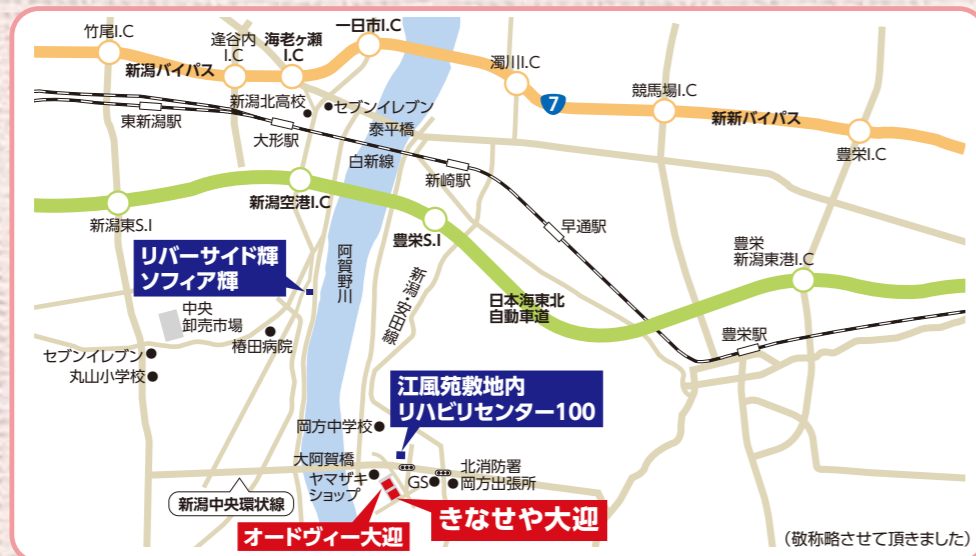 竹尾I.C
逢谷内
I.C
海老ヶ瀬
I.C
一日市I.C
濁川I.C
競馬場I.C
豊栄I.C
新潟バイパス
7
新新バイパス
新潟北高校
セブンイレブン
泰平橋
東新潟駅
大形駅
白新線
新崎駅
早通駅
新潟東S.I
新潟空港I.C
豊栄S.I
豊栄
新潟東港I.C
リバーサイド輝
ソフィア輝
阿賀野川
新潟・安田線
日本海東北
自動車道
豊栄駅
中央
卸売市場
椿田病院
セブンイレブン
丸山小学校
江風苑敷地内
リハビリセンター100
岡方中学校
大阿賀橋
ヤマザキ
ショップ
GS
北消防署
岡方出張所
新潟中央環状線
オードヴィー大迎
きなせや大迎
(敬称略させて頂きました)